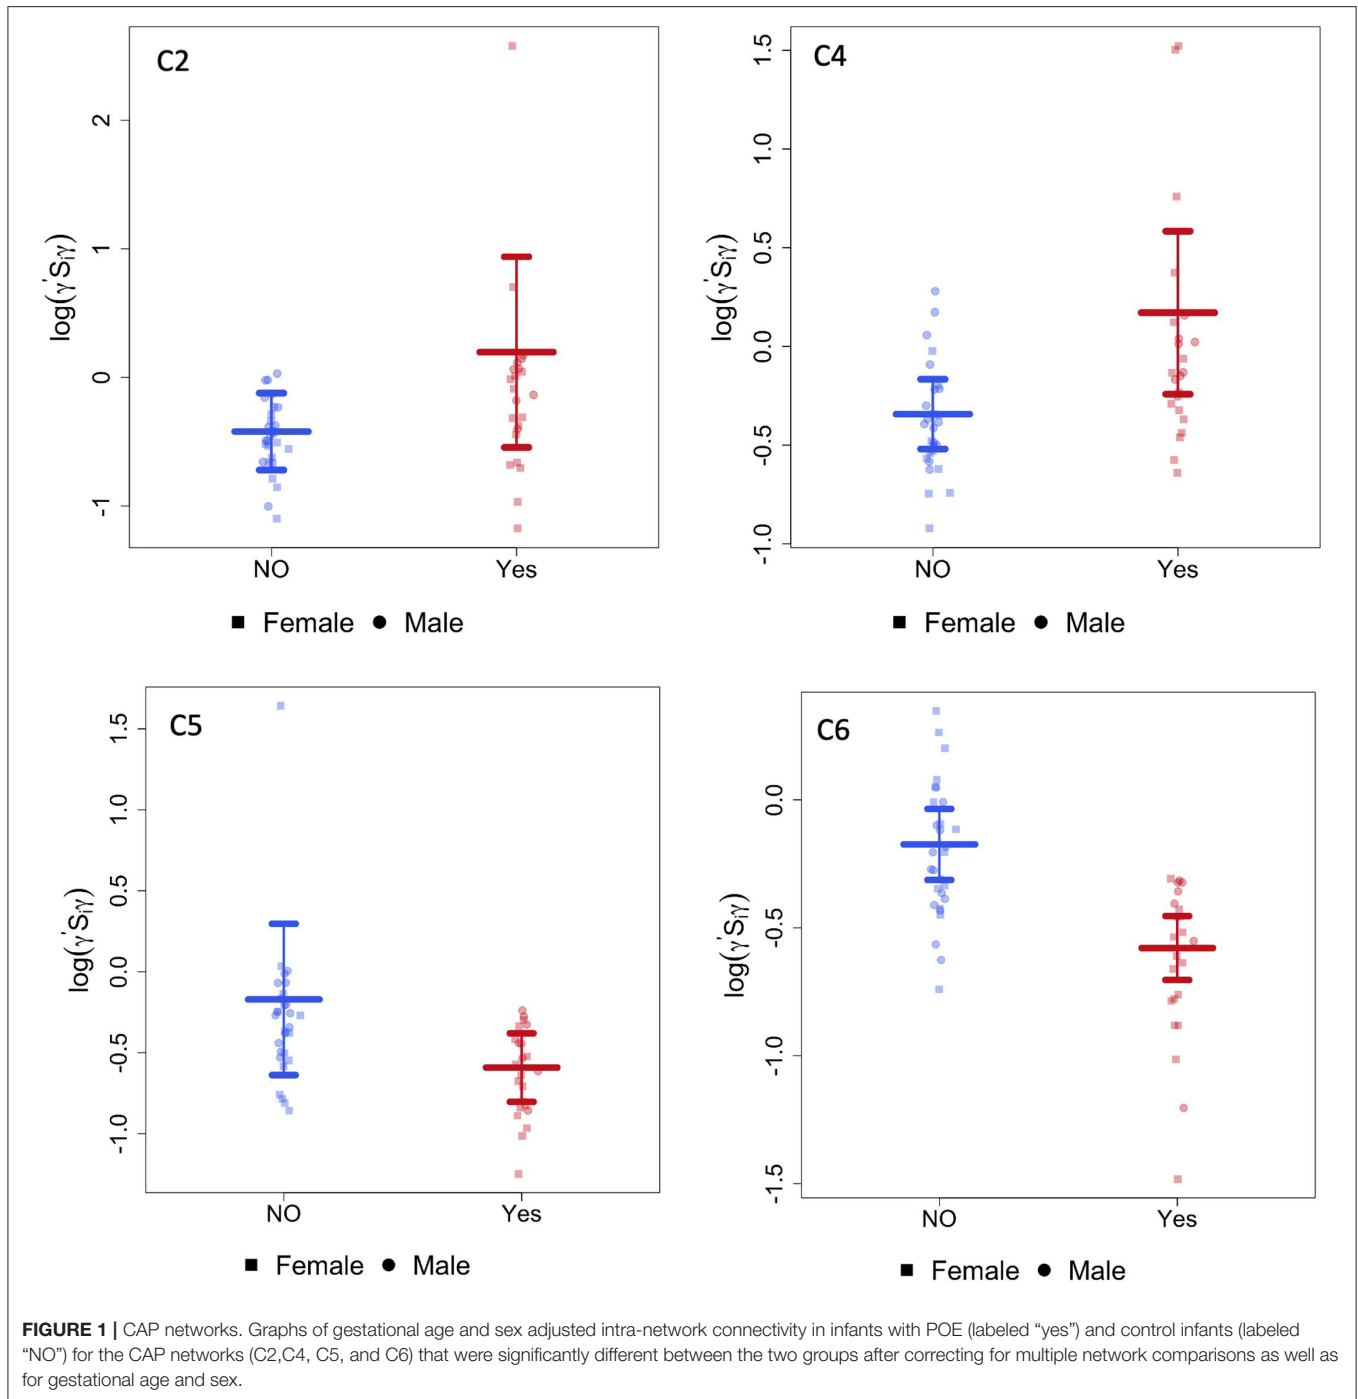 C2
2
1
0
-1
log(γ'Sᵢγ)
NO
Yes
■ Female ● Male
C4
1.5
1.0
0.5
0.0
-0.5
-1.0
log(γ'Sᵢγ)
NO
Yes
■ Female ● Male
C5
1.5
1.0
0.5
0.0
-0.5
-1.0
log(γ'Sᵢγ)
NO
Yes
■ Female ● Male
C6
0.0
-0.5
-1.0
-1.5
log(γ'Sᵢγ)
NO
Yes
■ Female ● Male
FIGURE 1 | CAP networks. Graphs of gestational age and sex adjusted intra-network connectivity in infants with POE (labeled “yes”) and control infants (labeled
“NO”) for the CAP networks (C2,C4, C5, and C6) that were significantly different between the two groups after correcting for multiple network comparisons as well as
for gestational age and sex.